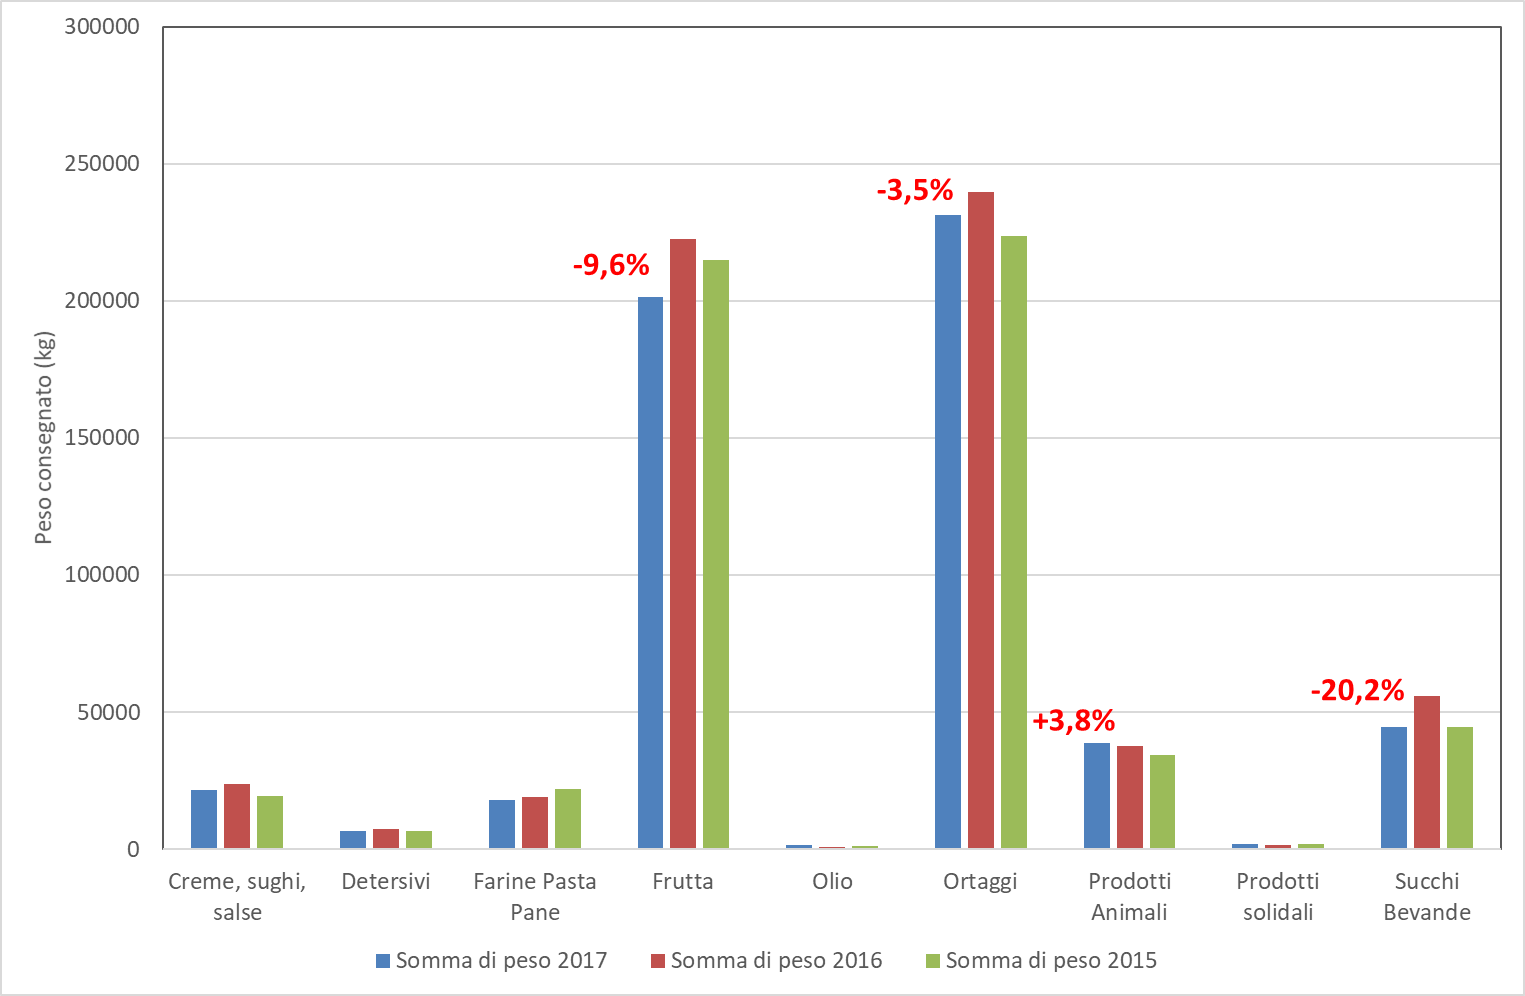 300000
250000
200000
150000
100000
50000
0
Peso consegnato (kg)
-9,6%
-3,5%
+3,8%
-20,2%
Creme, sughi,
salse
Detersivi
Farine Pasta
Pane
Frutta
Olio
Ortaggi
Prodotti
Animali
Prodotti
solidali
Succhi
Bevande
Somma di peso 2017
Somma di peso 2016
Somma di peso 2015